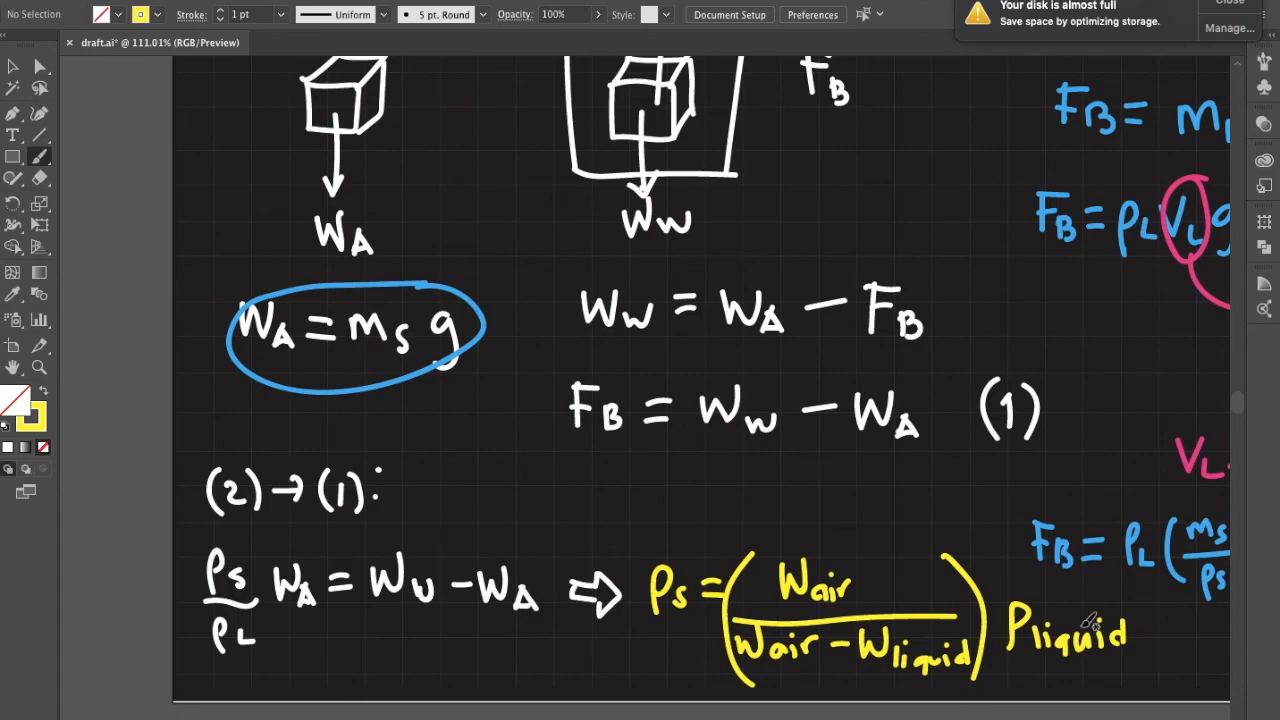 No Selection Stroke: 1 pt Uniform 5 pt. Round Opacity: 100% Style: Document Setup Preferences
Your disk is almost full
Save space by optimizing storage.
Close
Manage...
× draft.ai* @ 111.01% (RGB/Preview)
F_B
F_B = m
W_A
W_W
F_B = ρ_L V_L g
W_A = m_s g
W_W = W_A − F_B
F_B = W_W − W_A (1)
V_L
(2) → (1):
F_B = ρ_L (m_s / ρ_s
ρ_s / ρ_L W_A = W_W − W_A ⇒ ρ_s = (W_air / W_air − W_liquid) ρ_liquid